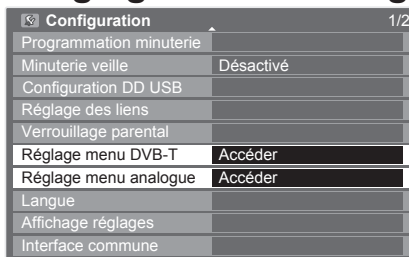 Configuration 1/2
Programmation minuterie
Minuterie veille Désactivé
Configuration DD USB
Réglage des liens
Verrouillage parental
Réglage menu DVB-T Accéder
Réglage menu analogue Accéder
Langue
Affichage réglages
Interface commune